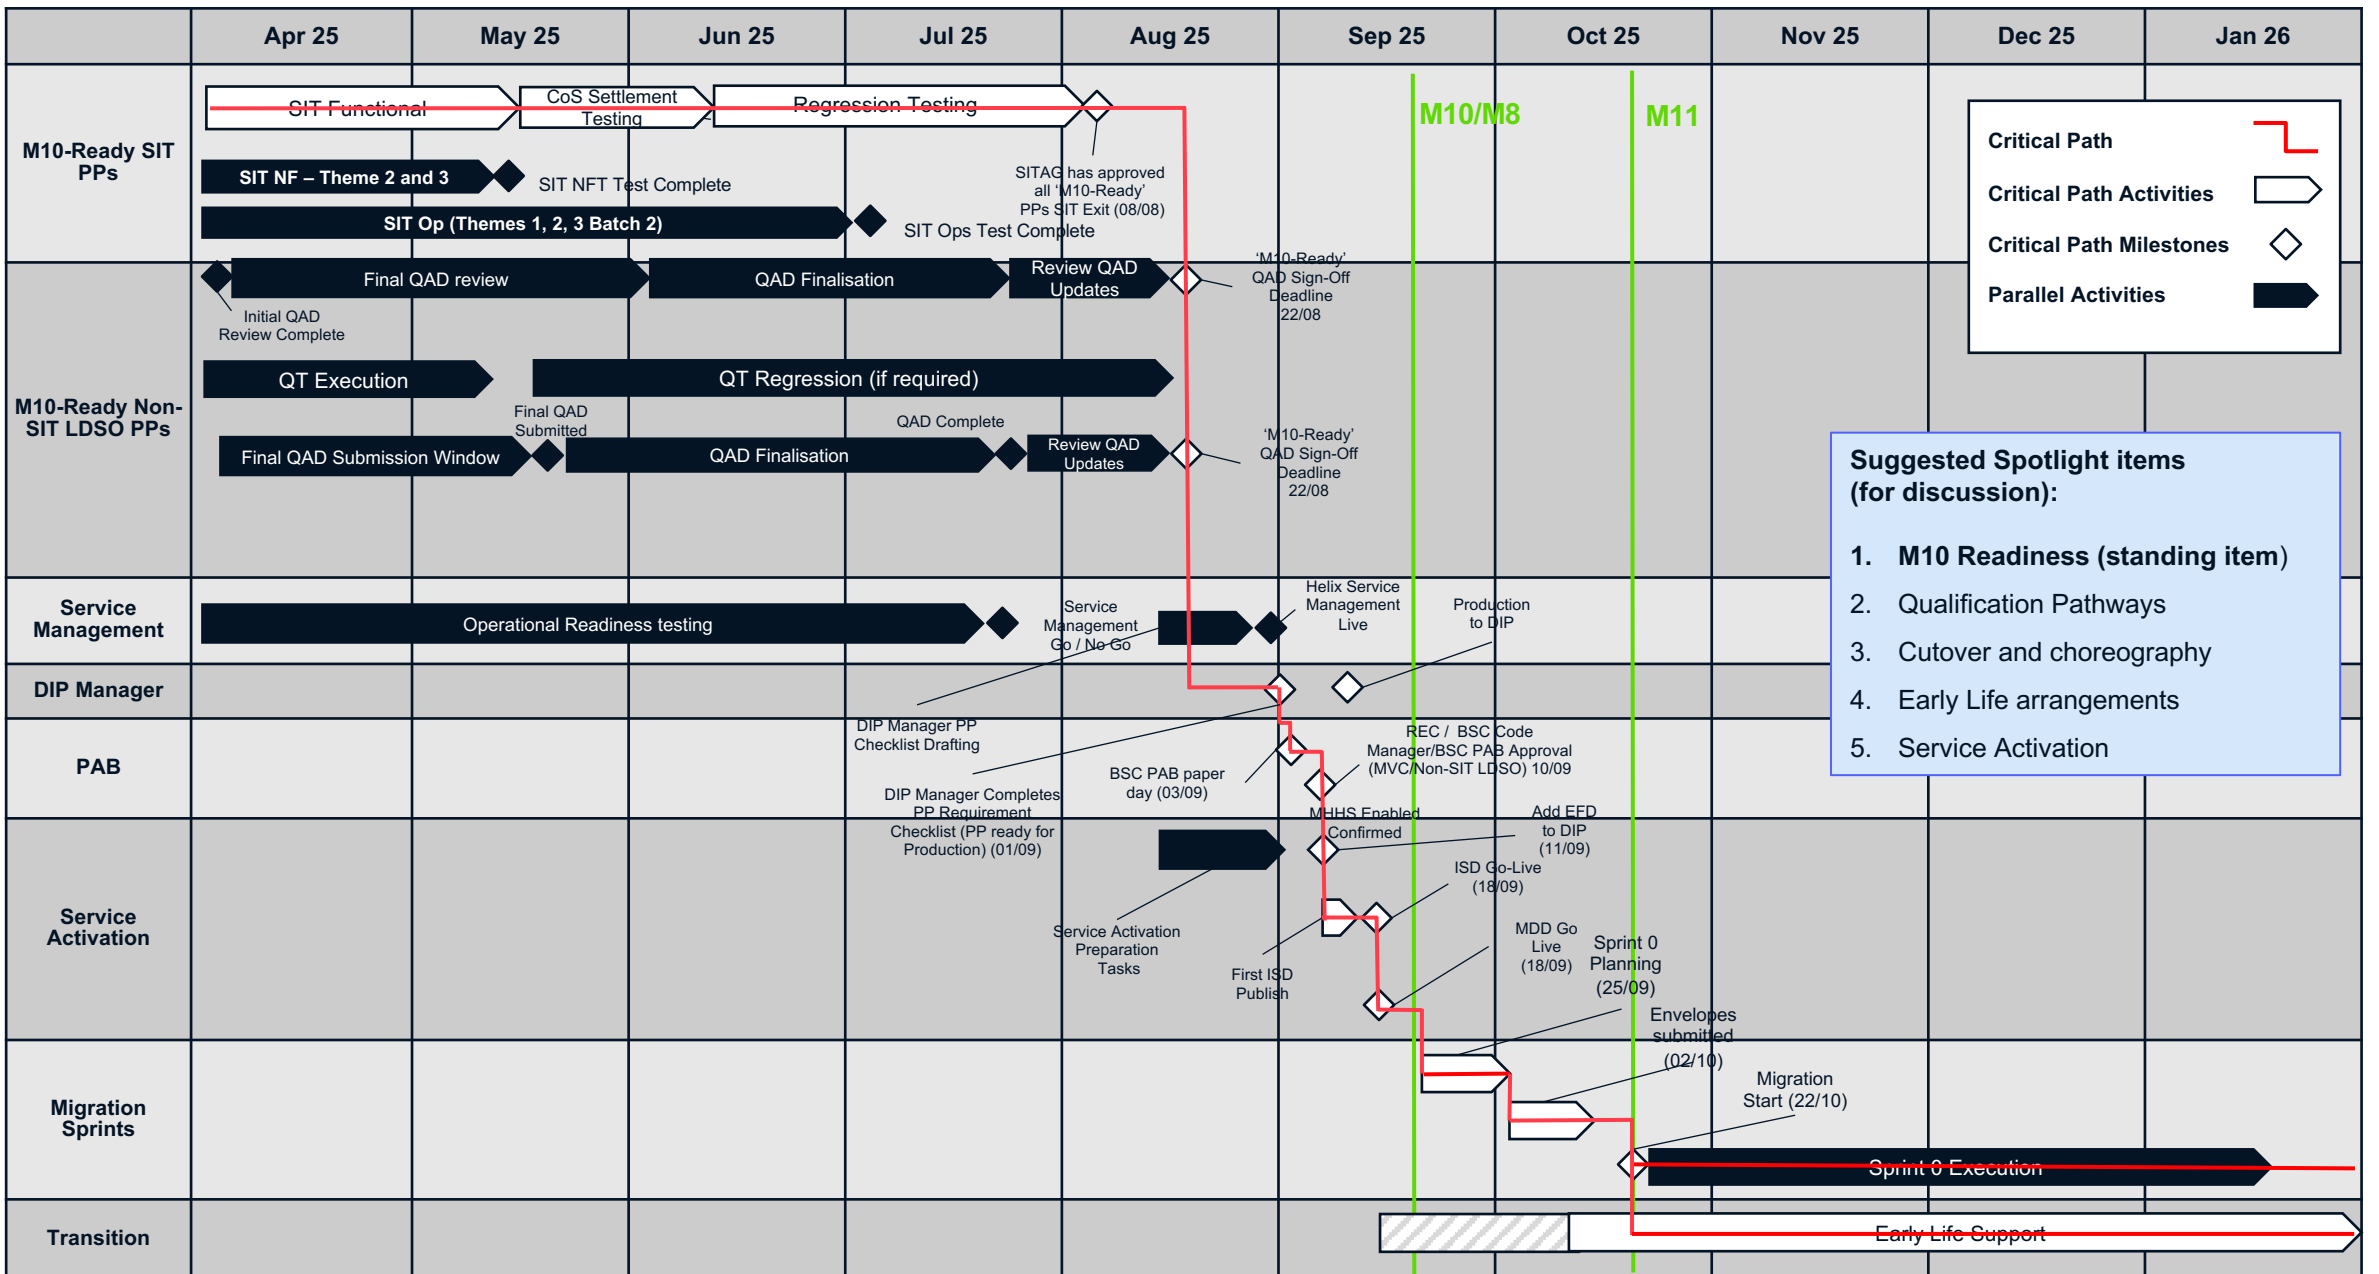 Apr 25
May 25
Jun 25
Jul 25
Aug 25
Sep 25
Oct 25
Nov 25
Dec 25
Jan 26
M10-Ready SIT
PPs
SIT Functional
CoS Settlement
Testing
Regression Testing
M10/M8
M11
SIT NF – Theme 2 and 3
SIT NFT Test Complete
SITAG has approved
all ‘M10-Ready’
PPs SIT Exit (08/08)
SIT Op (Themes 1, 2, 3 Batch 2)
SIT Ops Test Complete
Critical Path
Critical Path Activities
Critical Path Milestones
Parallel Activities
M10-Ready Non-
SIT LDSO PPs
Final QAD review
QAD Finalisation
Review QAD
Updates
‘M10-Ready’
QAD Sign-Off
Deadline
22/08
Initial QAD
Review Complete
QT Execution
QT Regression (if required)
Final QAD
Submitted
QAD Complete
Final QAD Submission Window
QAD Finalisation
Review QAD
Updates
‘M10-Ready’
QAD Sign-Off
Deadline
22/08
Suggested Spotlight items
(for discussion):
1. M10 Readiness (standing item)
2. Qualification Pathways
3. Cutover and choreography
4. Early Life arrangements
5. Service Activation
Service
Management
Operational Readiness testing
Service
Management
Go / No Go
Helix Service
Management
Live
Production
to DIP
DIP Manager
DIP Manager PP
Checklist Drafting
PAB
DIP Manager Completes
PP Requirement
Checklist (PP ready for
Production) (01/09)
BSC PAB paper
day (03/09)
REC / BSC Code
Manager/BSC PAB Approval
(MVC/Non-SIT LDSO) 10/09
Service
Activation
MHHS Enabled
Confirmed
Add EFD
to DIP
(11/09)
ISD Go-Live
(18/09)
Service Activation
Preparation
Tasks
First ISD
Publish
MDD Go
Live
(18/09)
Sprint 0
Planning
(25/09)
Migration
Sprints
Envelopes
submitted
(02/10)
Migration
Start (22/10)
Sprint 0 Execution
Transition
Early Life Support